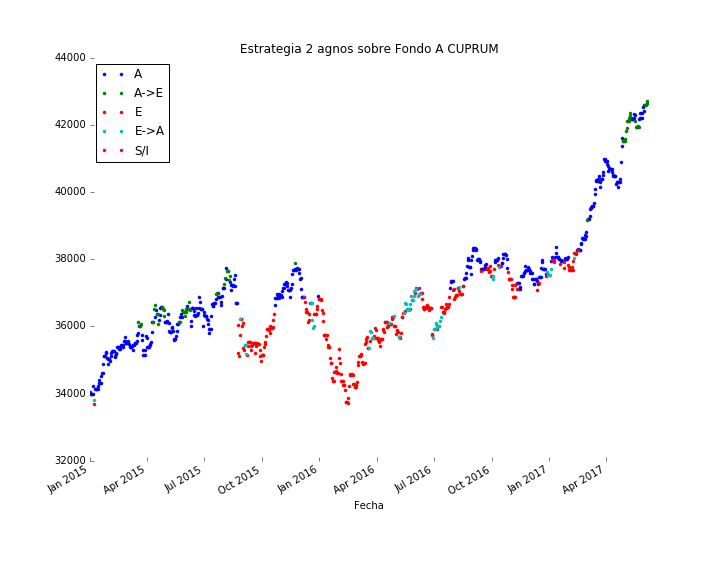 Estrategia 2 agnos sobre Fondo A CUPRUM
44000
42000
40000
38000
36000
34000
32000
A
A->E
E
E->A
S/I
Jan 2015
Apr 2015
Jul 2015
Oct 2015
Jan 2016
Apr 2016
Jul 2016
Oct 2016
Jan 2017
Apr 2017
Fecha